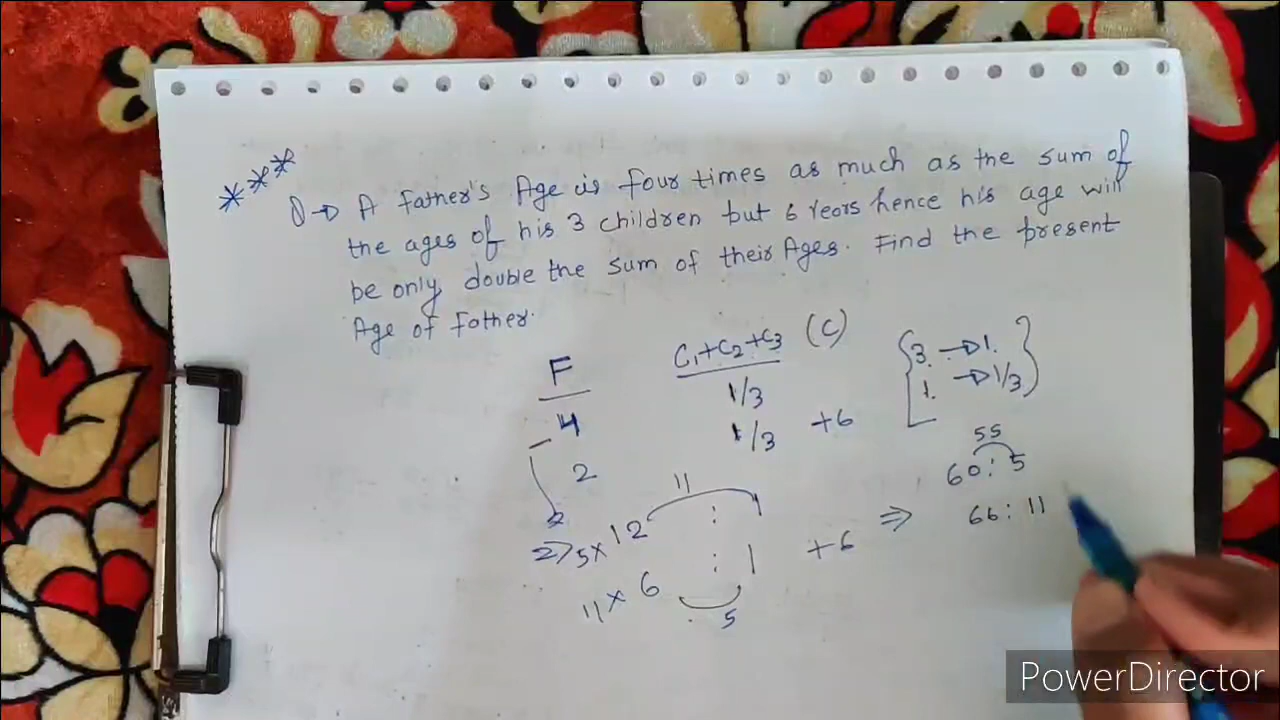 *** Q→ A father's Age is four times as much as the sum of
the ages of his 3 children but 6 Years hence his age will
be only double the sum of their Ages. Find the present
Age of Father.
F C₁+C₂+C₃ (C)
4 1/3
2 1/3 +6
{3 → 1.
1. → 1/3}
11
⇒ 5× 12 : 1
11× 6 : 1 +6
5
⇒
55
60 : 5
66 : 11
PowerDirector